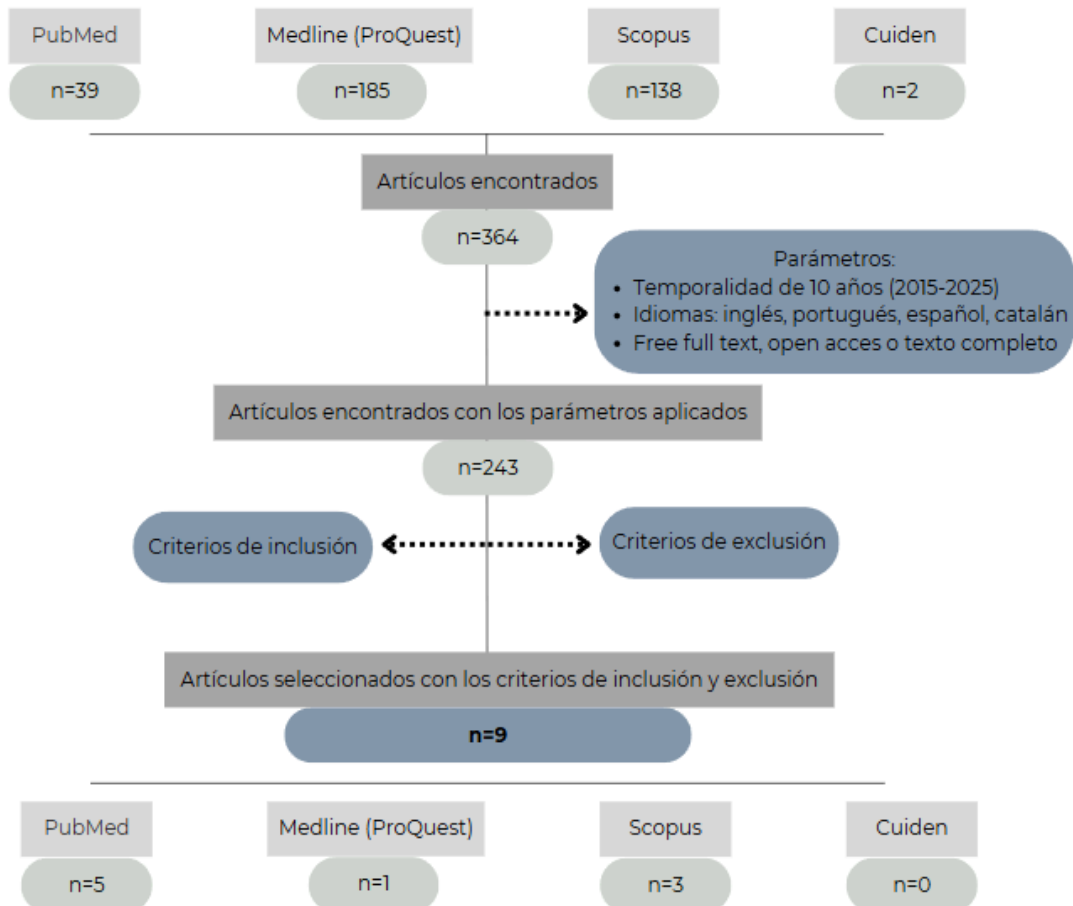 PubMed
Medline (ProQuest)
Scopus
Cuiden
n=39
n=185
n=138
n=2
Artículos encontrados
n=364
Parámetros:
• Temporalidad de 10 años (2015-2025)
• Idiomas: inglés, portugués, español, catalán
• Free full text, open acces o texto completo
Artículos encontrados con los parámetros aplicados
n=243
Criterios de inclusión
Criterios de exclusión
Artículos seleccionados con los criterios de inclusión y exclusión
n=9
PubMed
Medline (ProQuest)
Scopus
Cuiden
n=5
n=1
n=3
n=0